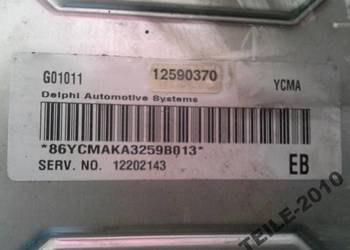 G01011 12590370 YCMA
Delphi Automotive Systems
*86YCMAKA3259B013*
SERV. NO. 12202143 EB
TEILE-2010